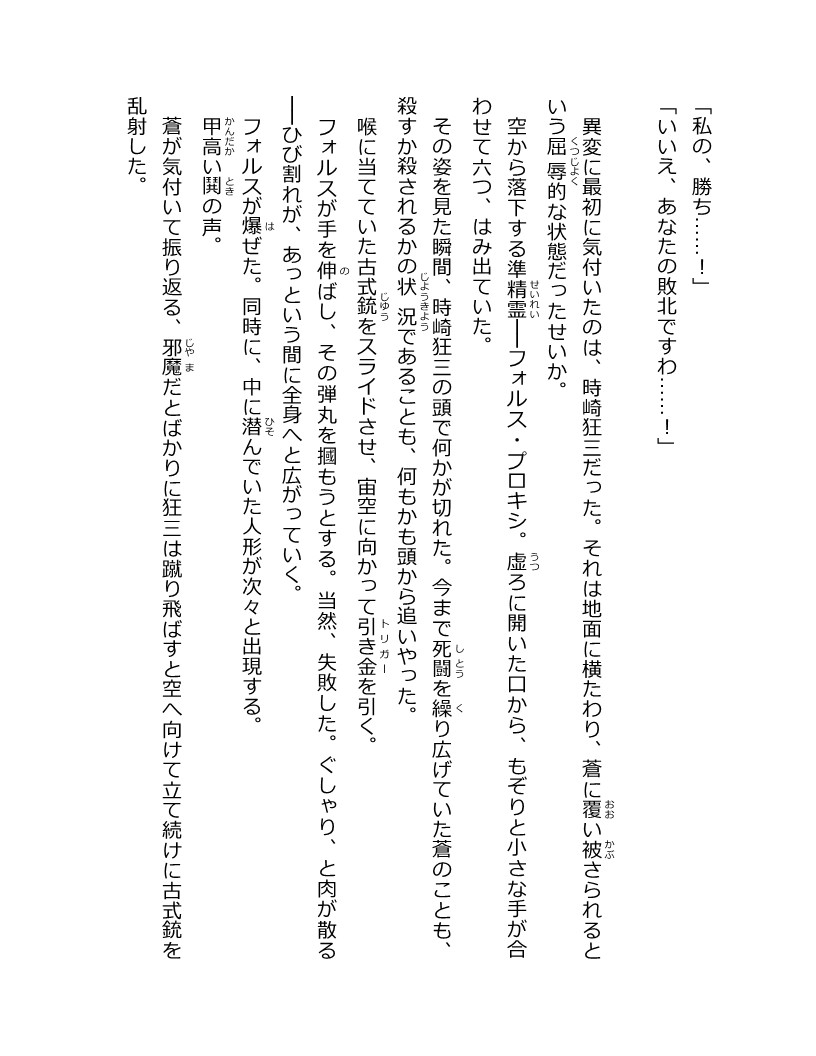 「私の、勝ち……！」
「いいえ、あなたの敗北ですわ……！」
異変に最初に気付いたのは、時崎狂三だった。それは地面に横たわり、蒼に覆い被さられると
いう屈辱的な状態だったせいか。
空から落下する準精霊──フォルス・プロキシ。虚ろに開いた口から、もぞりと小さな手が合
わせて六つ、はみ出ていた。
その姿を見た瞬間、時崎狂三の頭で何かが切れた。今まで死闘を繰り広げていた蒼のことも、
殺すか殺されるかの状況であることも、何もかも頭から追いやった。
喉に当てていた古式銃をスライドさせ、宙空に向かって引き金を引く。
フォルスが手を伸ばし、その弾丸を摑もうとする。当然、失敗した。ぐしゃり、と肉が散る
──ひび割れが、あっという間に全身へと広がっていく。
フォルスが爆ぜた。同時に、中に潜んでいた人形が次々と出現する。
甲高い鬨の声。
蒼が気付いて振り返る、邪魔だとばかりに狂三は蹴り飛ばすと空へ向けて立て続けに古式銃を
乱射した。